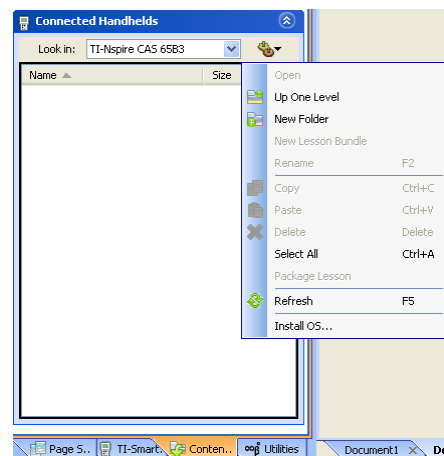 Connected Handhelds
Look in: TI-Nspire CAS 65B3
Name Size
Open
Up One Level
New Folder
New Lesson Bundle
Rename F2
Copy Ctrl+C
Paste Ctrl+V
Delete Delete
Select All Ctrl+A
Package Lesson
Refresh F5
Install OS...
Page S.. TI-Smart. Conten.. Utilities Document1